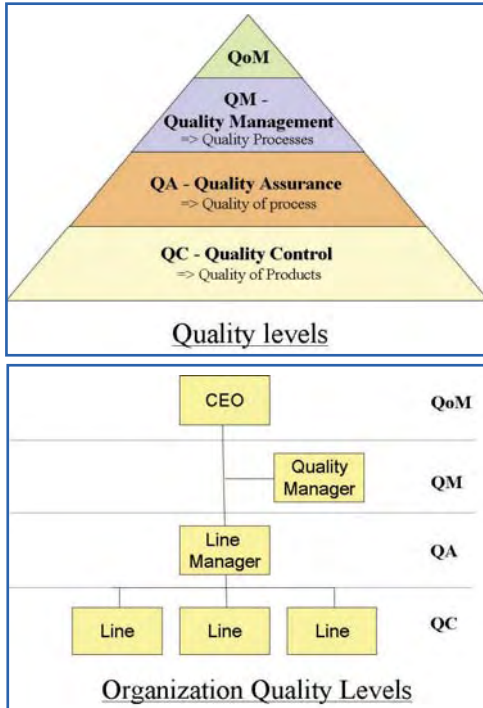 QoM
QM -
Quality Management
=> Quality Processes
QA - Quality Assurance
=> Quality of process
QC - Quality Control
=> Quality of Products
Quality levels
CEO
QoM
Quality
Manager
QM
Line
Manager
QA
Line
Line
Line
QC
Organization Quality Levels